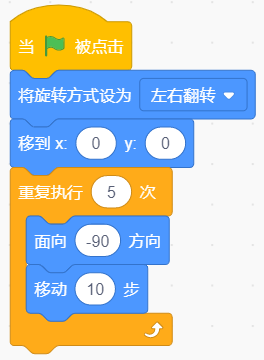 当 被点击
将旋转方式设为 左右翻转
移到 x: 0 y: 0
重复执行 5 次
面向 -90 方向
移动 10 步